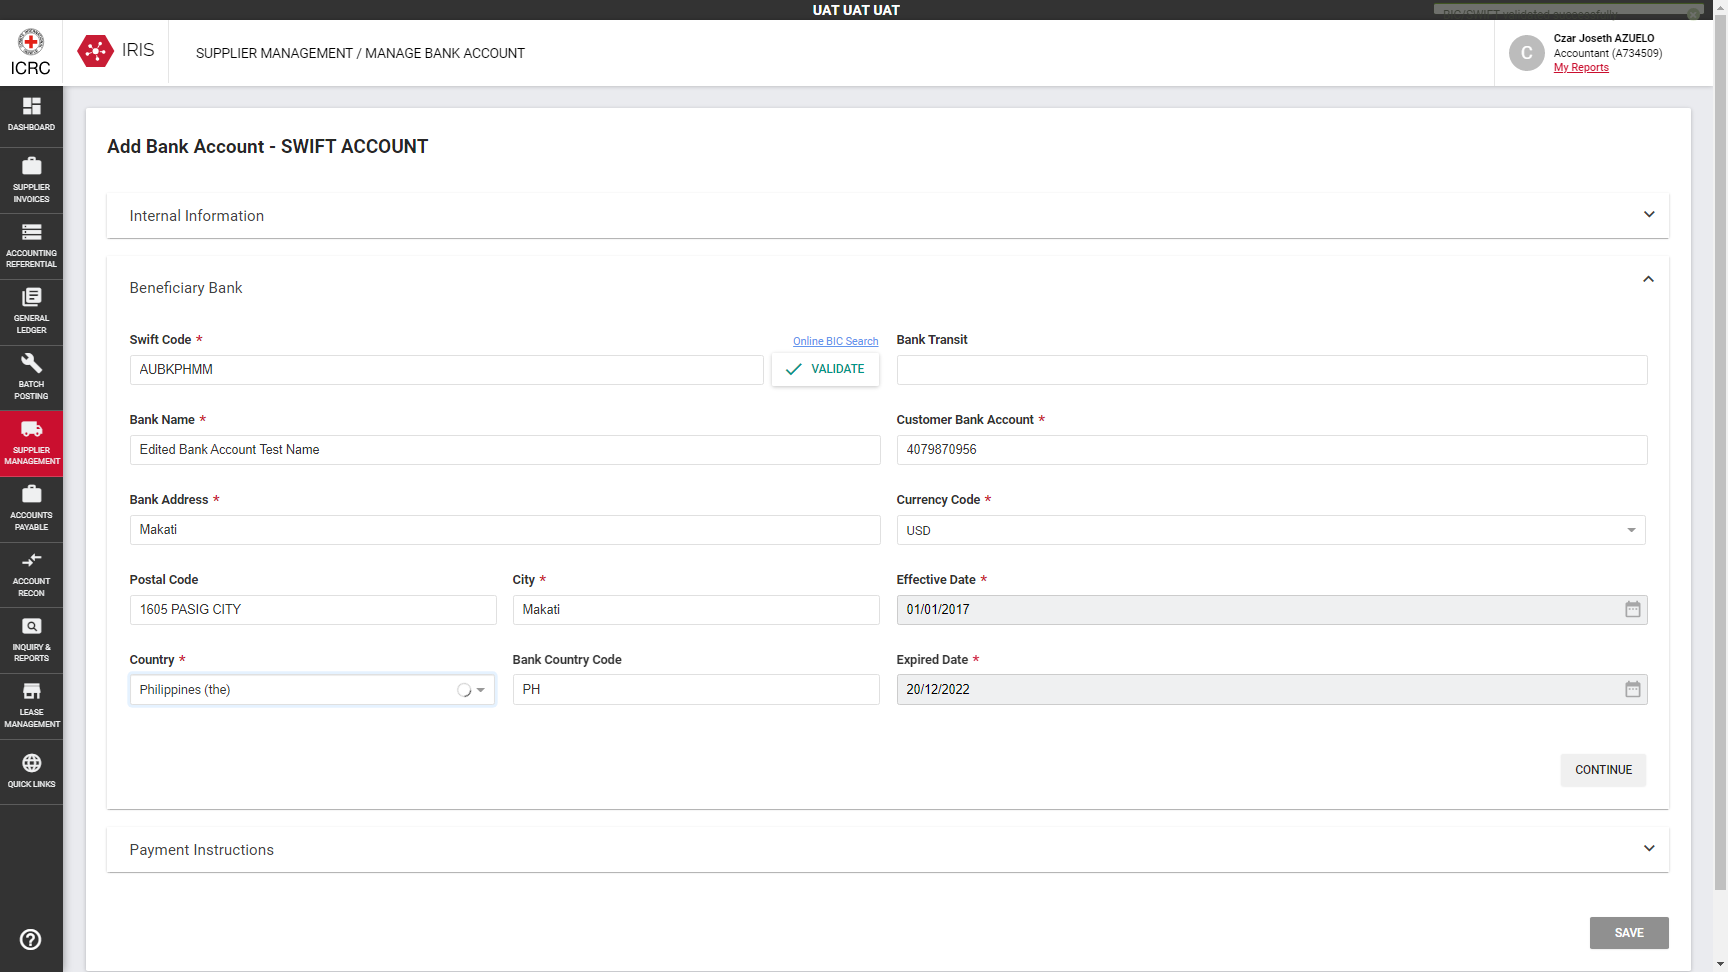 UAT UAT UAT
BIC/SWIFT validated successfully
ICRC
IRIS
SUPPLIER MANAGEMENT / MANAGE BANK ACCOUNT
C
Czar Joseth AZUELO
Accountant (A734509)
My Reports
DASHBOARD
SUPPLIER
INVOICES
ACCOUNTING
REFERENTIAL
GENERAL
LEDGER
BATCH
POSTING
SUPPLIER
MANAGEMENT
ACCOUNTS
PAYABLE
ACCOUNT
RECON
INQUIRY &
REPORTS
LEASE
MANAGEMENT
QUICK LINKS
Add Bank Account - SWIFT ACCOUNT
Internal Information
Beneficiary Bank
Swift Code *
Online BIC Search
AUBKPHMM
VALIDATE
Bank Transit
Bank Name *
Edited Bank Account Test Name
Customer Bank Account *
4079870956
Bank Address *
Makati
Currency Code *
USD
Postal Code
1605 PASIG CITY
City *
Makati
Effective Date *
01/01/2017
Country *
Philippines (the)
Bank Country Code
PH
Expired Date *
20/12/2022
CONTINUE
Payment Instructions
SAVE